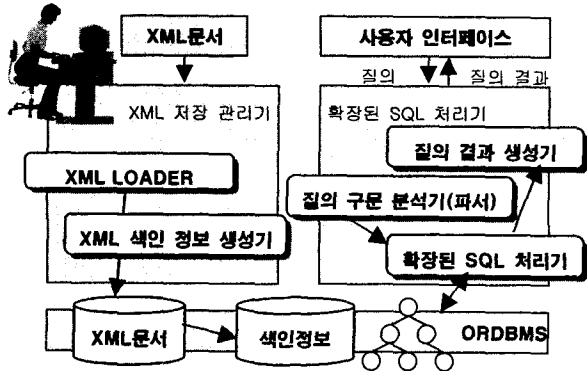 XML문서
사용자 인터페이스
질의
질의 결과
XML 저장 관리기
확장된 SQL 처리기
질의 결과 생성기
XML LOADER
질의 구문 분석기(파서)
XML 색인 정보 생성기
확장된 SQL 처리기
XML문서
색인정보
ORDBMS